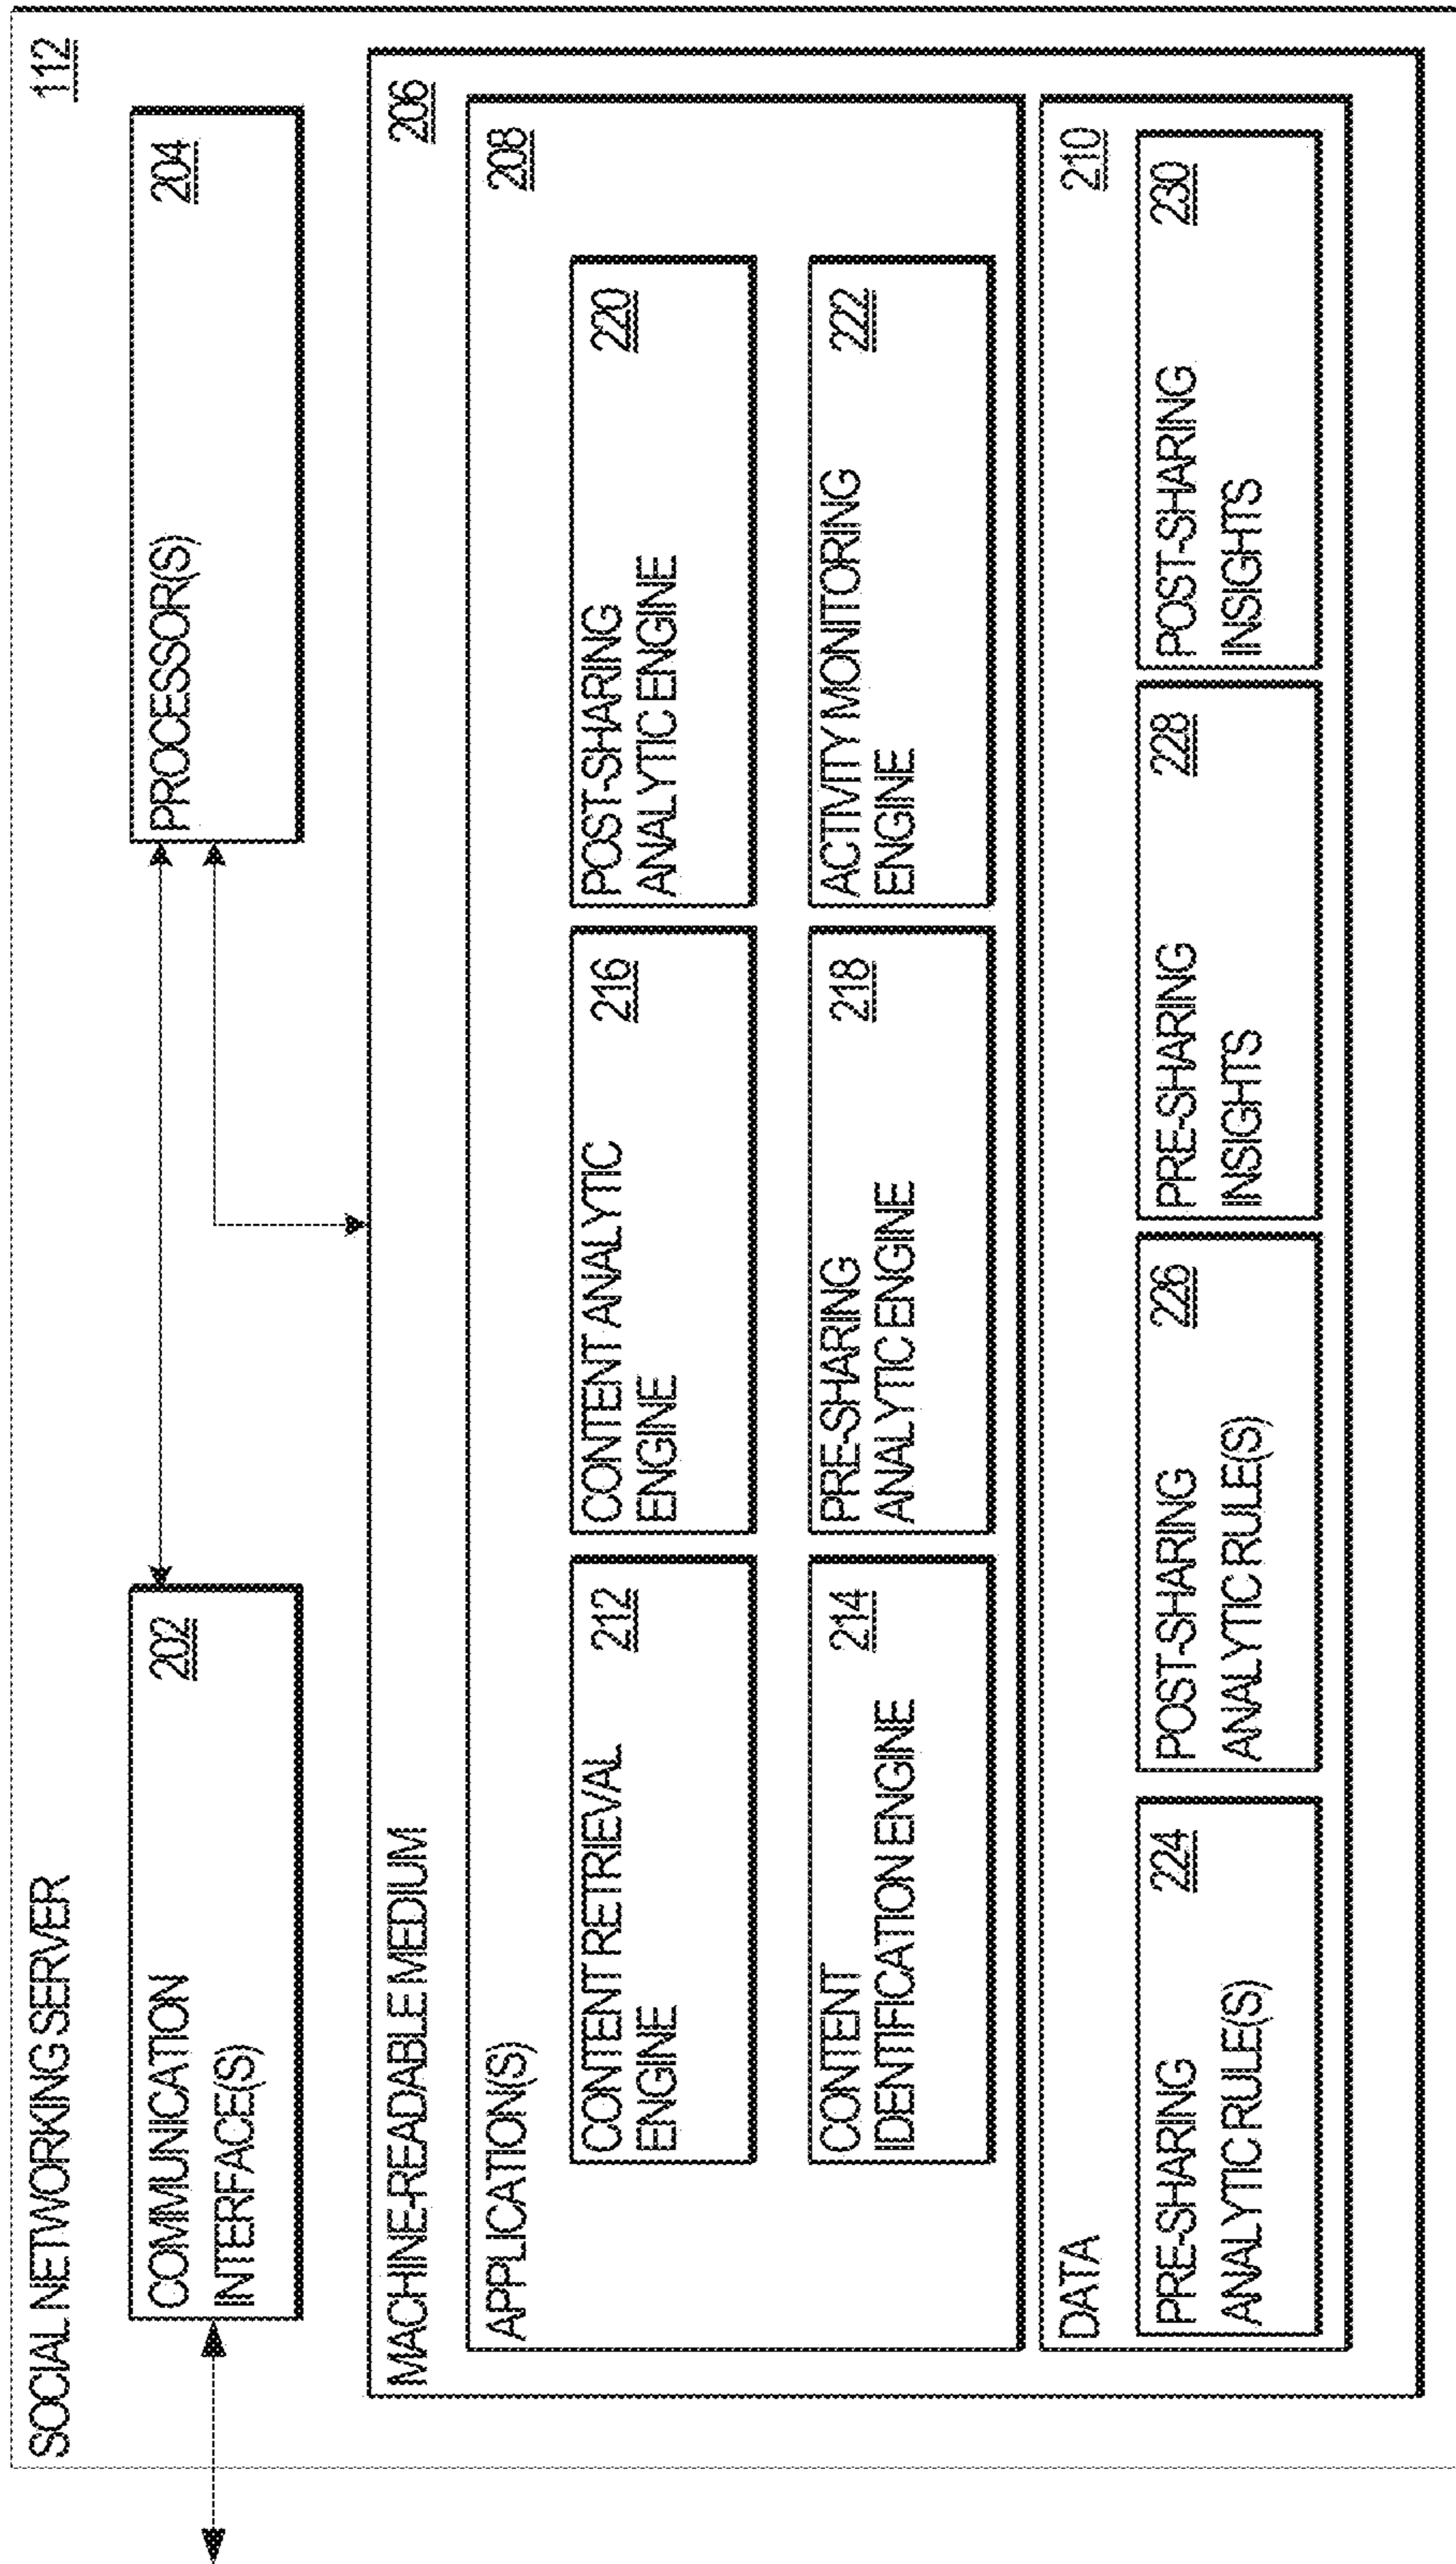 SOCIAL NETWORKING SERVER
112
COMMUNICATION
INTERFACE(S)
202
PROCESSOR(S)
204
MACHINE-READABLE MEDIUM
206
APPLICATION(S)
208
CONTENT RETRIEVAL
ENGINE
212
CONTENT ANALYTIC
ENGINE
216
POST-SHARING
ANALYTIC ENGINE
220
CONTENT
IDENTIFICATION ENGINE
214
PRE-SHARING
ANALYTIC ENGINE
218
ACTIVITY MONITORING
ENGINE
222
DATA
210
PRE-SHARING
ANALYTIC RULE(S)
224
POST-SHARING
ANALYTIC RULE(S)
226
PRE-SHARING
INSIGHTS
228
POST-SHARING
INSIGHTS
230